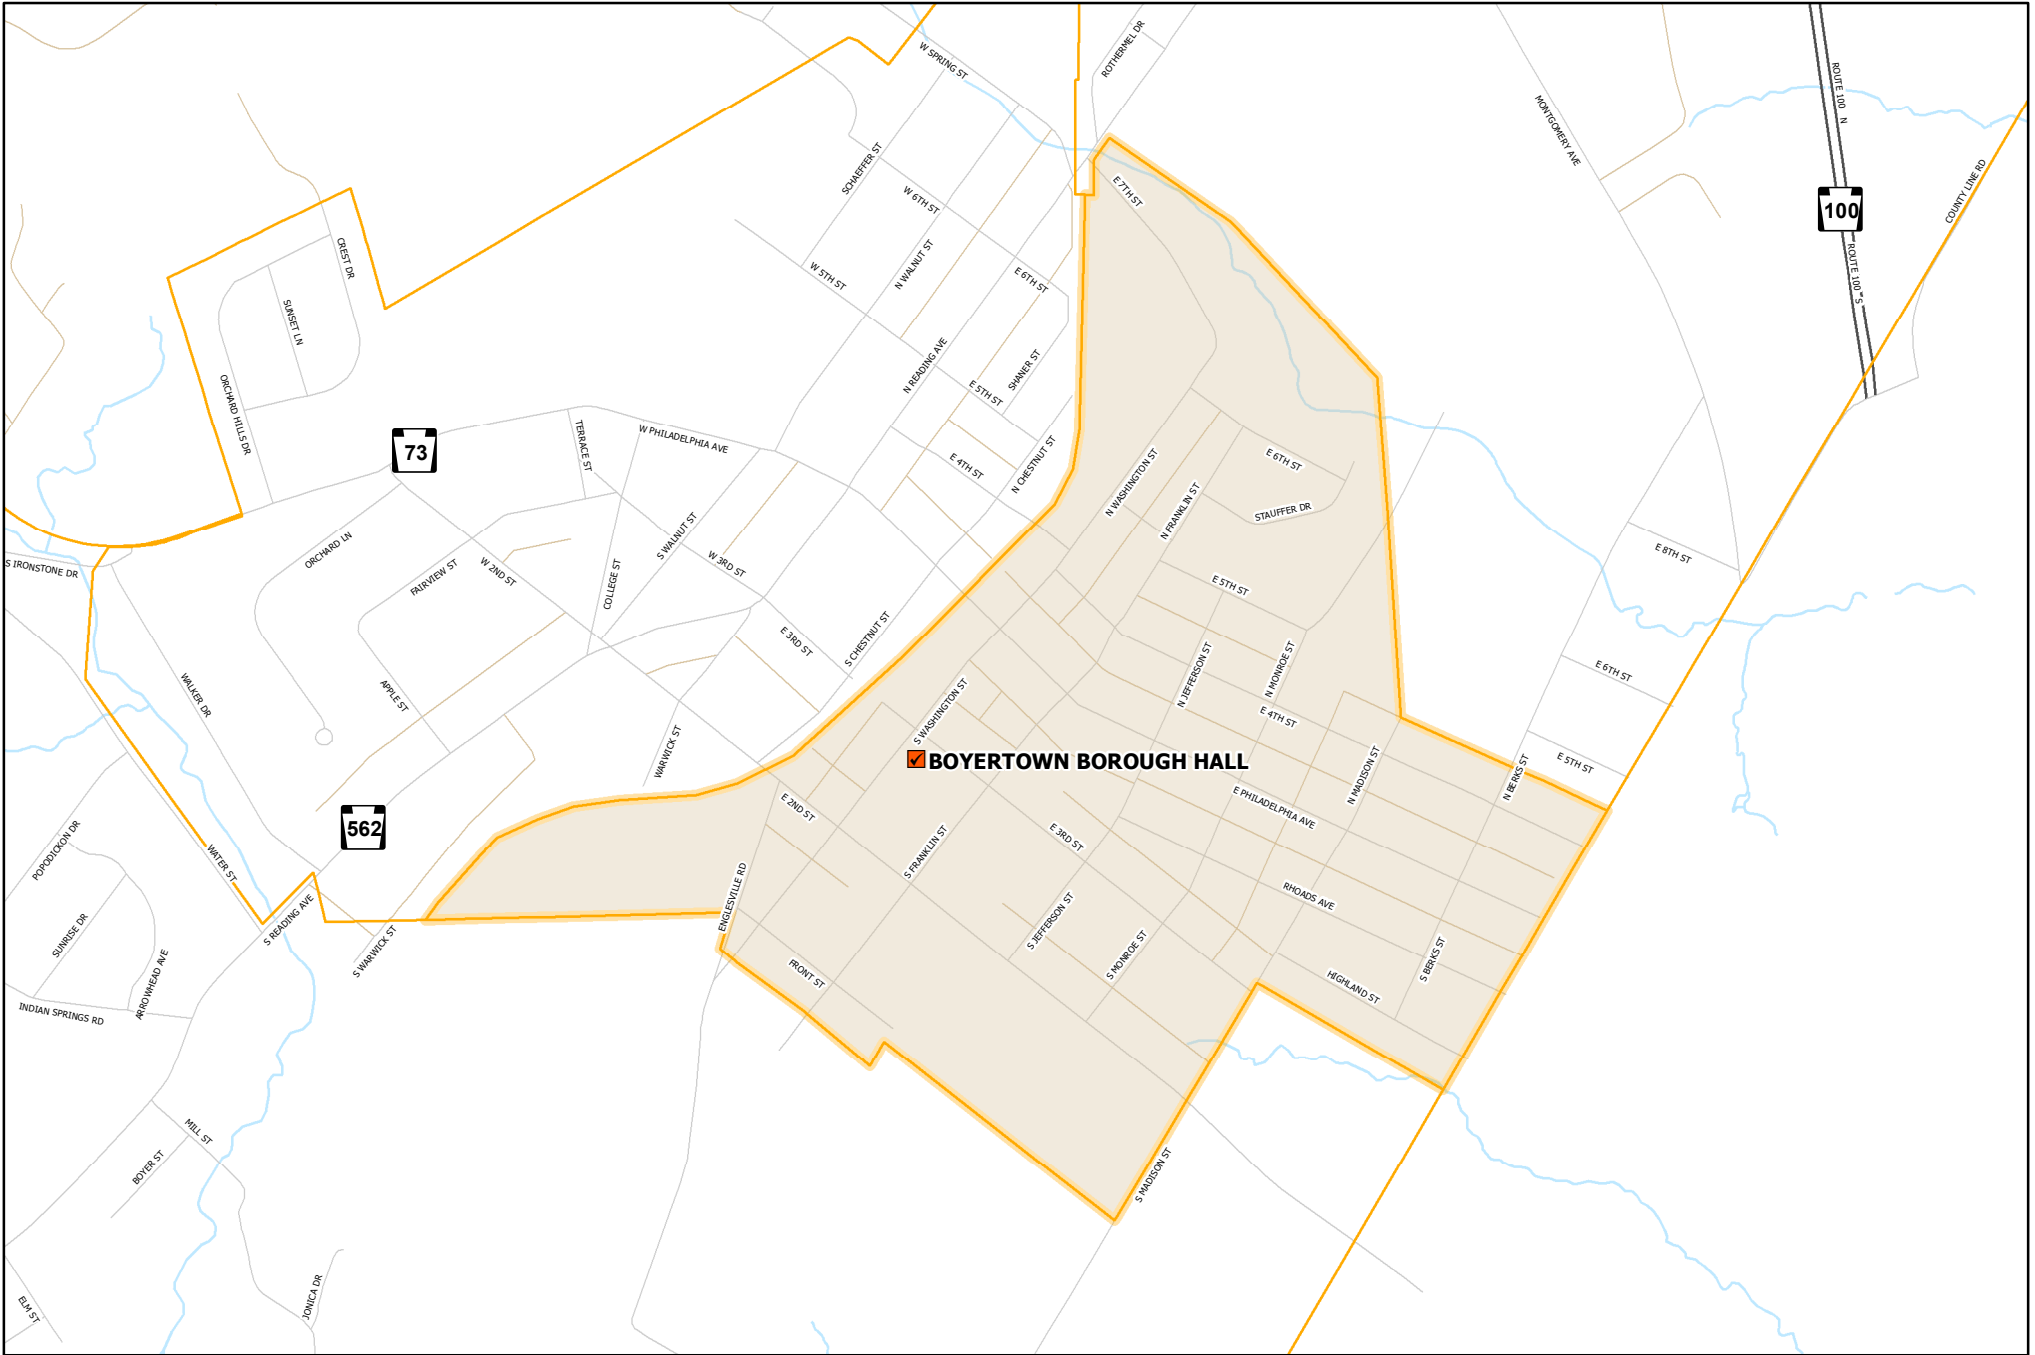 W SPRING ST
ROTHERMEL DR
ROUTE 100 N
MONTGOMERY AVE
SCHAEFFER ST
E 7TH ST
COUNTY LINE RD
W 6TH ST
100
CREST DR
N WALNUT ST
W 5TH ST
E 6TH ST
ROUTE 100 S
SUNSET LN
N READING AVE
SHANER ST
E 5TH ST
ORCHARD HILLS DR
73
TERRACE ST
W PHILADELPHIA AVE
E 4TH ST
N CHESTNUT ST
N WASHINGTON ST
E 6TH ST
N FRANKLIN ST
STAUFFER DR
S WALNUT ST
ORCHARD LN
E 8TH ST
S IRONSTONE DR
FAIRVIEW ST
W 2ND ST
COLLEGE ST
W 3RD ST
E 5TH ST
E 3RD ST
S CHESTNUT ST
N JEFFERSON ST
N MONROE ST
E 6TH ST
WALKER DR
APPLE ST
S WASHINGTON ST
E 4TH ST
WARWICK ST
BOYERTOWN BOROUGH HALL
N MADISON ST
N BERKS ST
E 5TH ST
E 2ND ST
E PHILADELPHIA AVE
562
POPODICKON DR
WATER ST
S FRANKLIN ST
E 3RD ST
ENGLESVILLE RD
RHOADS AVE
S READING AVE
SUNRISE DR
S WARWICK ST
S JEFFERSON ST
S MONROE ST
S BERKS ST
ARROWHEAD AVE
FRONT ST
HIGHLAND ST
INDIAN SPRINGS RD
MILL ST
BOYER ST
S MADISON ST
JONICA DR
ELM ST